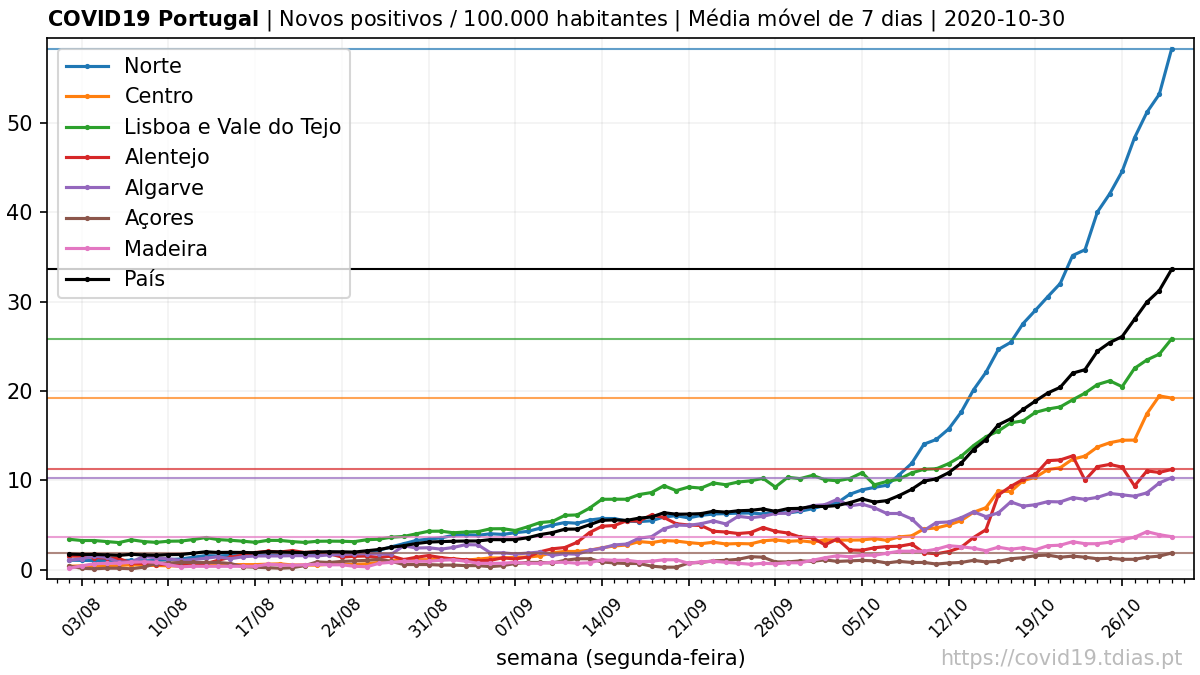 COVID19 Portugal | Novos positivos / 100.000 habitantes | Média móvel de 7 dias | 2020-10-30
Norte
Centro
Lisboa e Vale do Tejo
Alentejo
Algarve
Açores
Madeira
País
50
40
30
20
10
0
03/08
10/08
17/08
24/08
31/08
07/09
14/09
21/09
28/09
05/10
12/10
19/10
26/10
semana (segunda-feira)
https://covid19.tdias.pt